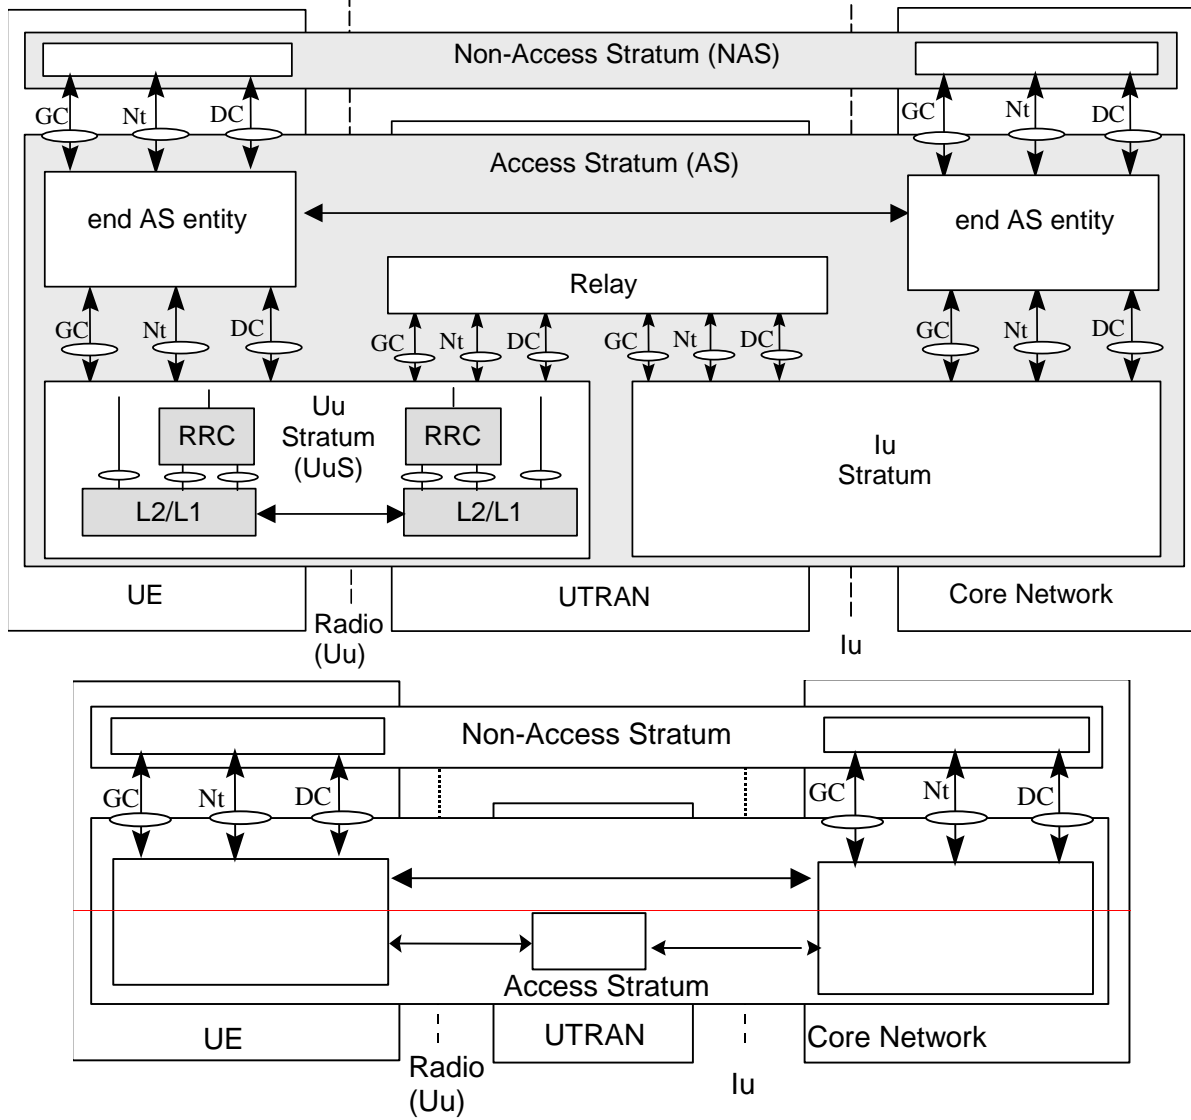 Non-Access Stratum (NAS)
GC
Nt
DC
GC
Nt
DC
Access Stratum (AS)
end AS entity
end AS entity
Relay
GC
Nt
DC
GC
Nt
DC
GC
Nt
DC
GC
Nt
DC
RRC
Uu
Stratum
(UuS)
RRC
Iu
Stratum
L2/L1
L2/L1
UE
UTRAN
Core Network
Radio
(Uu)
Iu
Non-Access Stratum
GC
Nt
DC
GC
Nt
DC
Access Stratum
UE
UTRAN
Core Network
Radio
(Uu)
Iu